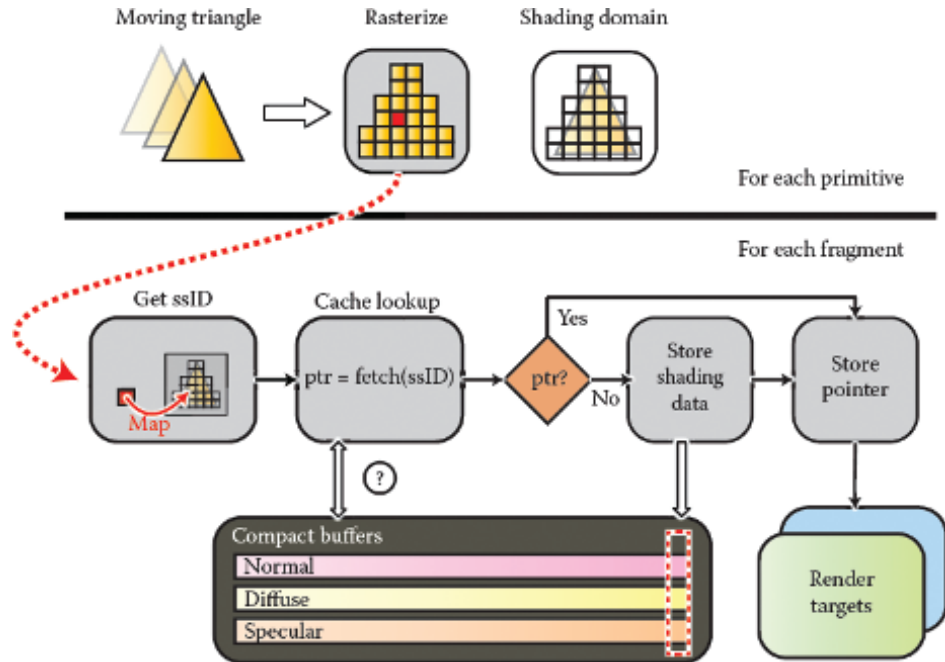 Moving triangle
Rasterize
Shading domain
For each primitive
For each fragment
Get ssID
Cache lookup
Yes
Map
ptr = fetch(ssID)
ptr?
No
Store
shading
data
Store
pointer
?
Compact buffers
Normal
Diffuse
Specular
Render
targets